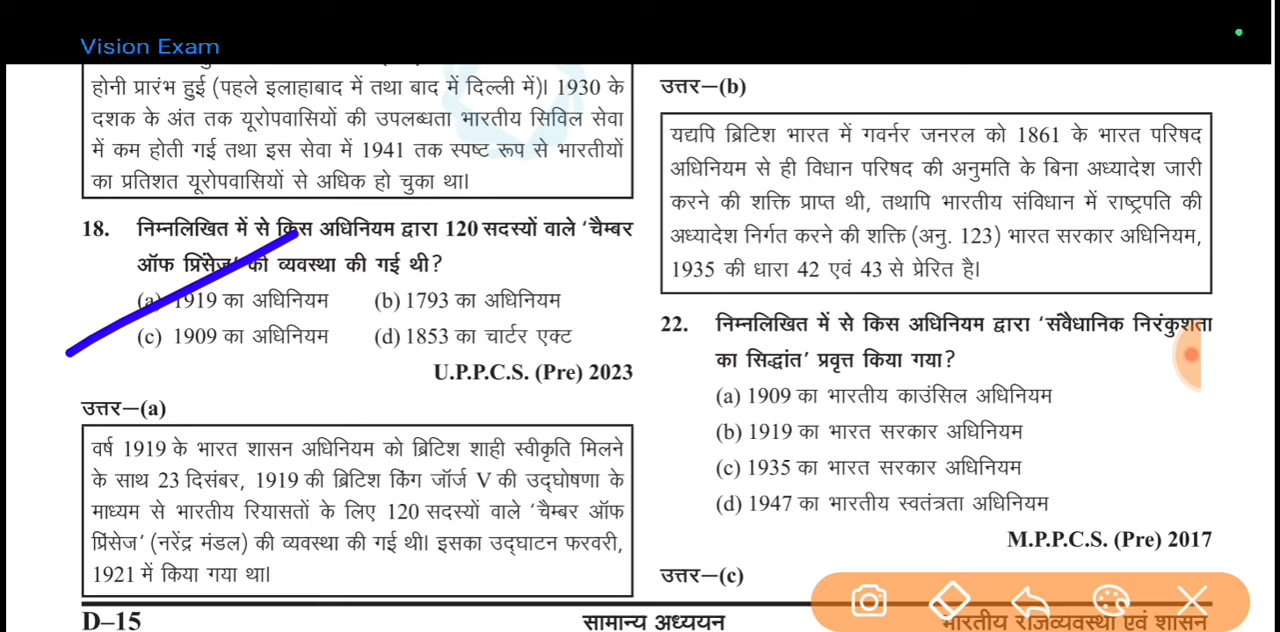 Vision Exam
होनी प्रारंभ हुई (पहले इलाहाबाद में तथा बाद में दिल्ली में)। 1930 के
दशक के अंत तक यूरोपवासियों की उपलब्धता भारतीय सिविल सेवा
में कम होती गई तथा इस सेवा में 1941 तक स्पष्ट रूप से भारतीयों
का प्रतिशत यूरोपवासियों से अधिक हो चुका था।
18. निम्नलिखित में से किस अधिनियम द्वारा 120 सदस्यों वाले ‘चैम्बर
ऑफ प्रिंसेज’ की व्यवस्था की गई थी?
(a) 1919 का अधिनियम (b) 1793 का अधिनियम
(c) 1909 का अधिनियम (d) 1853 का चार्टर एक्ट
U.P.P.C.S. (Pre) 2023
उत्तर—(a)
वर्ष 1919 के भारत शासन अधिनियम को ब्रिटिश शाही स्वीकृति मिलने
के साथ 23 दिसंबर, 1919 की ब्रिटिश किंग जॉर्ज V की उद्घोषणा के
माध्यम से भारतीय रियासतों के लिए 120 सदस्यों वाले ‘चैम्बर ऑफ
प्रिंसेज’ (नरेंद्र मंडल) की व्यवस्था की गई थी। इसका उद्घाटन फरवरी,
1921 में किया गया था।
उत्तर—(b)
यद्यपि ब्रिटिश भारत में गवर्नर जनरल को 1861 के भारत परिषद
अधिनियम से ही विधान परिषद की अनुमति के बिना अध्यादेश जारी
करने की शक्ति प्राप्त थी, तथापि भारतीय संविधान में राष्ट्रपति की
अध्यादेश निर्गत करने की शक्ति (अनु. 123) भारत सरकार अधिनियम,
1935 की धारा 42 एवं 43 से प्रेरित है।
22. निम्नलिखित में से किस अधिनियम द्वारा ‘संवैधानिक निरंकुशता
का सिद्धांत’ प्रवृत्त किया गया?
(a) 1909 का भारतीय काउंसिल अधिनियम
(b) 1919 का भारत सरकार अधिनियम
(c) 1935 का भारत सरकार अधिनियम
(d) 1947 का भारतीय स्वतंत्रता अधिनियम
M.P.P.C.S. (Pre) 2017
उत्तर—(c)
D–15 सामान्य अध्ययन भारतीय राजव्यवस्था एवं शासन